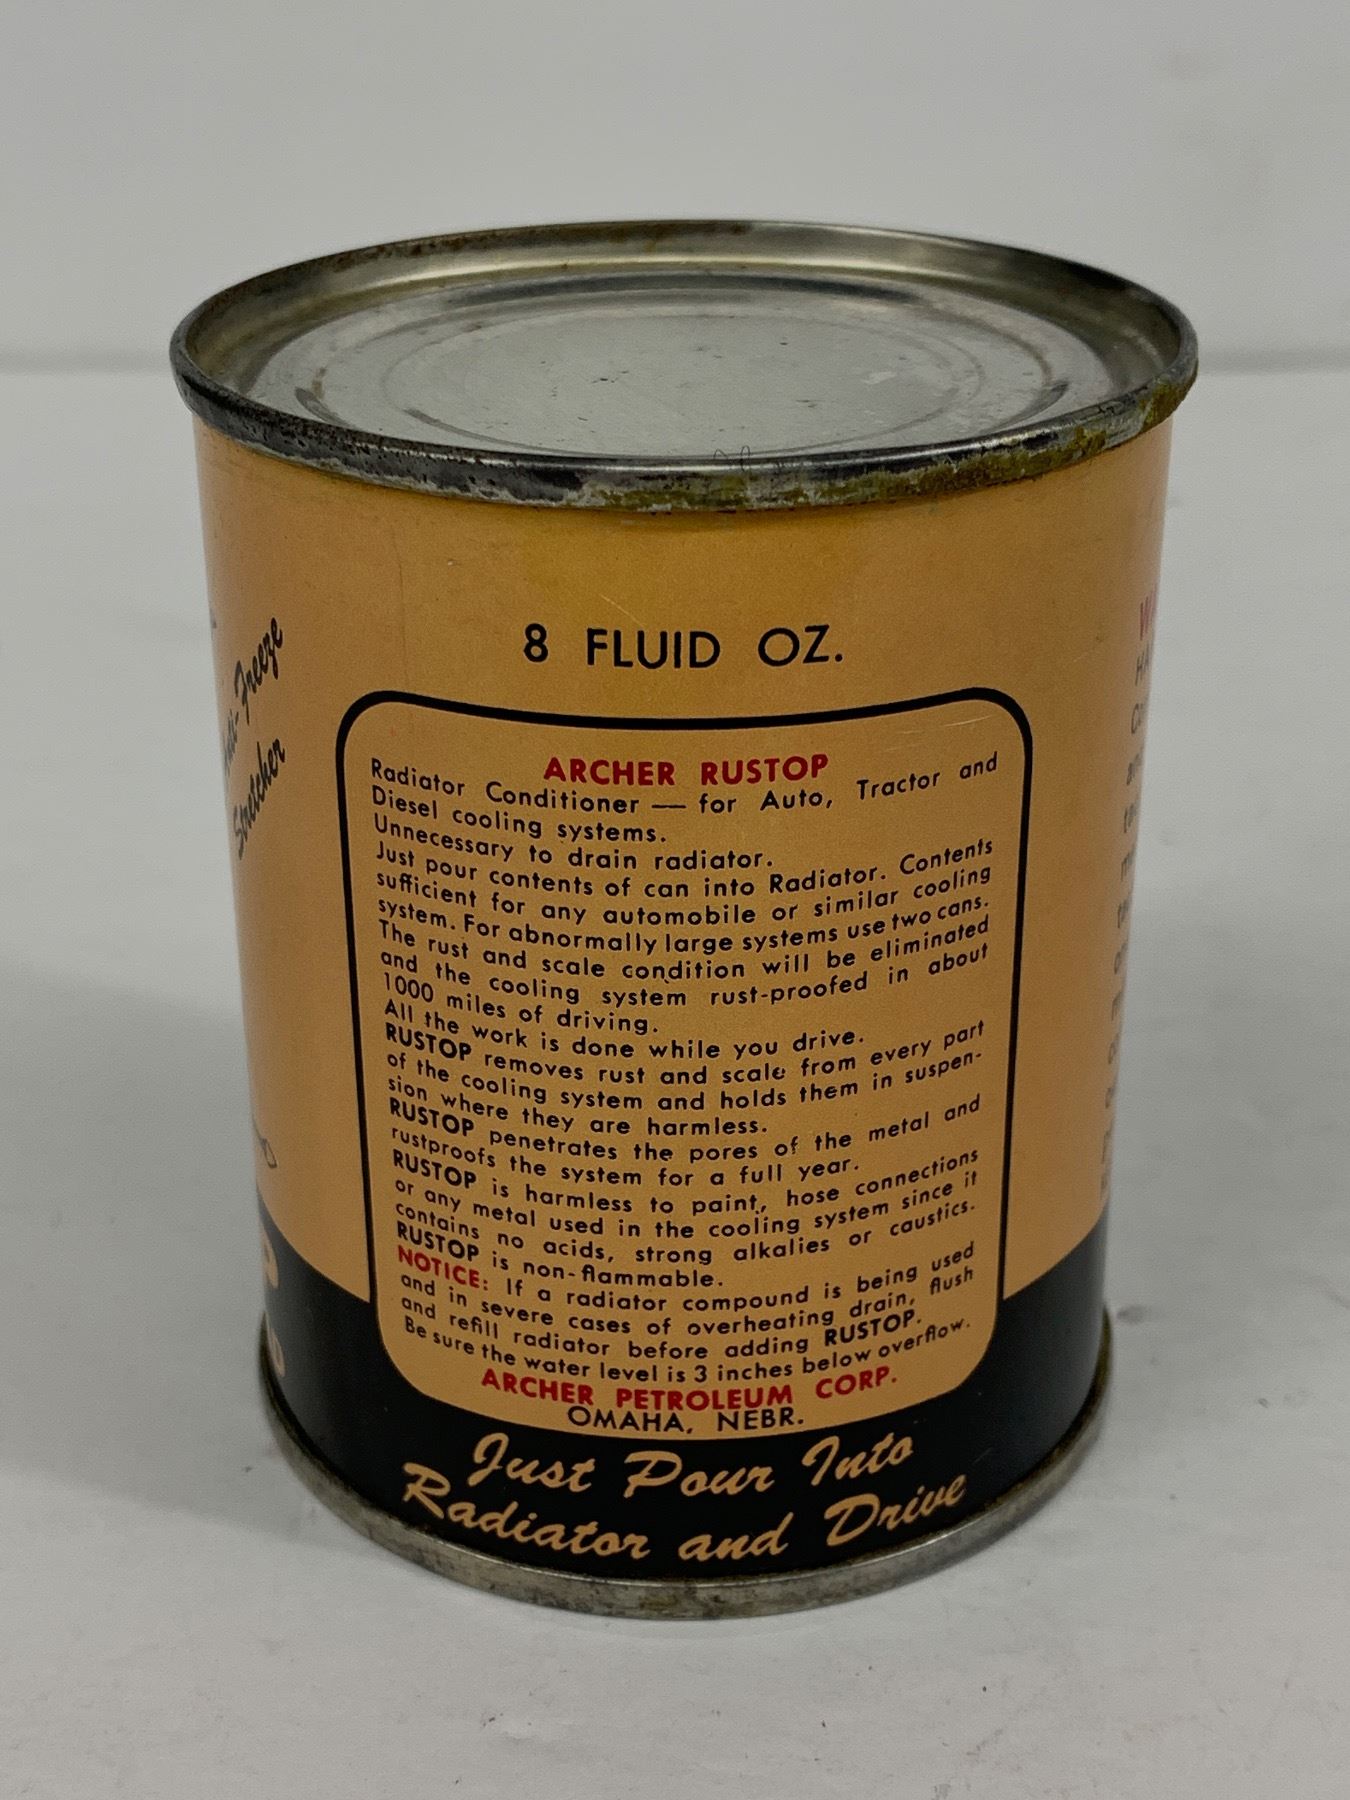 8 FLUID OZ.
ARCHER RUSTOP
Radiator Conditioner — for Auto, Tractor and
Diesel cooling systems.
Unnecessary to drain radiator.
Just pour contents of can into Radiator. Contents
sufficient for any automobile or similar cooling
system. For abnormally large systems use two cans.
The rust and scale condition will be eliminated
and the cooling system rust-proofed in about
1000 miles of driving.
All the work is done while you drive.
RUSTOP removes rust and scale from every part
of the cooling system and holds them in suspen-
sion where they are harmless.
RUSTOP penetrates the pores of the metal and
rustproofs the system for a full year.
RUSTOP is harmless to paint, hose connections
or any metal used in the cooling system since it
contains no acids, strong alkalies or caustics.
RUSTOP is non-flammable.
NOTICE: If a radiator compound is being used
and in severe cases of overheating drain, flush
and refill radiator before adding RUSTOP.
Be sure the water level is 3 inches below overflow.
ARCHER PETROLEUM CORP.
OMAHA, NEBR.
Just Pour Into
Radiator and Drive
Freeze
Stretcher